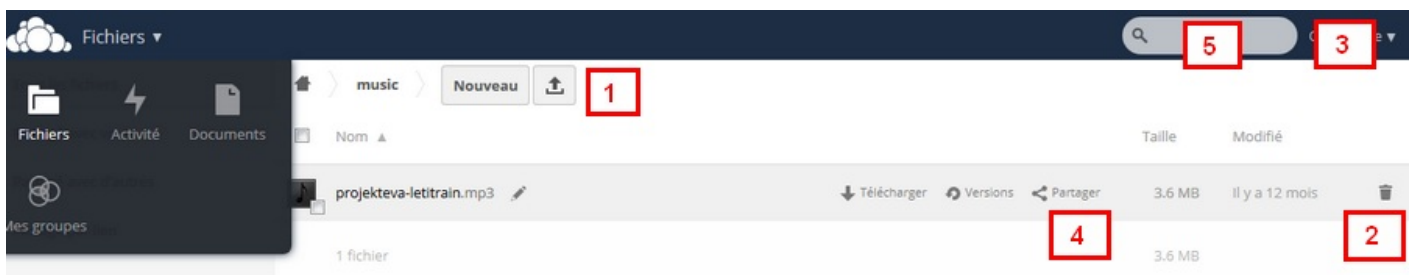 Fichiers ▾
5
3
e ▾
music
Nouveau
1
Fichiers
Activité
Documents
Nom ▲
Taille
Modifié
projekteva-letitrain.mp3
Télécharger
Versions
Partager
3.6 MB
Il y a 12 mois
Mes groupes
4
2
1 fichier
3.6 MB